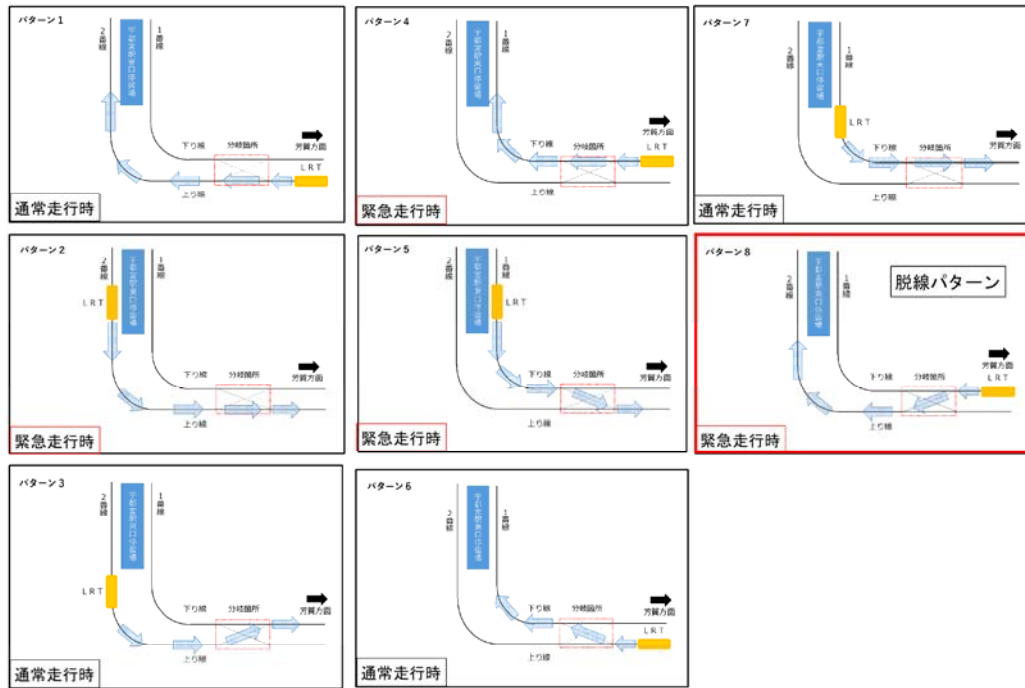 パターン1
2番線
宇都宮駅東口停留場
1番線
芳賀方面
下り線
分岐箇所
LRT
上り線
通常走行時
パターン4
2番線
宇都宮駅東口停留場
1番線
芳賀方面
下り線
分岐箇所
LRT
上り線
緊急走行時
パターン7
2番線
宇都宮駅東口停留場
1番線
LRT
芳賀方面
下り線
分岐箇所
上り線
通常走行時
パターン2
2番線
宇都宮駅東口停留場
1番線
LRT
芳賀方面
下り線
分岐箇所
上り線
緊急走行時
パターン5
2番線
宇都宮駅東口停留場
1番線
LRT
芳賀方面
下り線
分岐箇所
上り線
緊急走行時
パターン8
脱線パターン
2番線
宇都宮駅東口停留場
1番線
芳賀方面
下り線
分岐箇所
LRT
上り線
緊急走行時
パターン3
2番線
宇都宮駅東口停留場
1番線
LRT
芳賀方面
下り線
分岐箇所
上り線
通常走行時
パターン6
2番線
宇都宮駅東口停留場
1番線
芳賀方面
下り線
分岐箇所
LRT
上り線
通常走行時